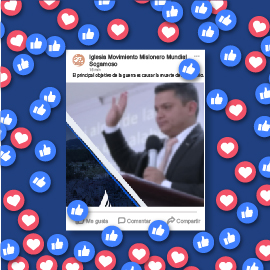 Iglesia Movimiento Misionero Mundial
Sogamoso
El principal objetivo de la guerra es causar la muerte de
Me gusta
Comentar
Compartir